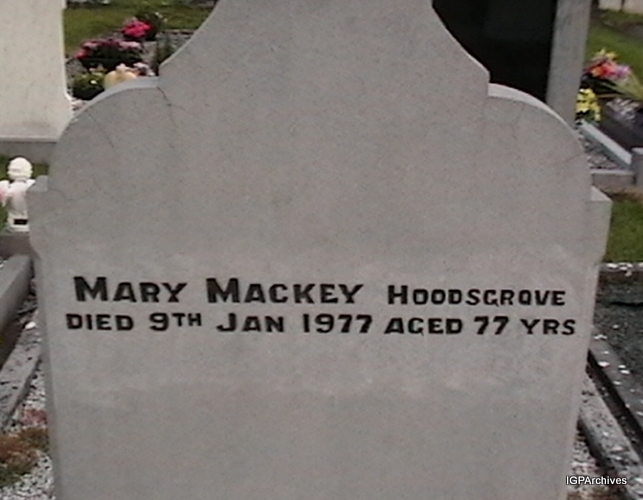 MARY MACKEY HOODSGROVE
DIED 9TH JAN 1977 AGED 77 YRS
IGPArchives